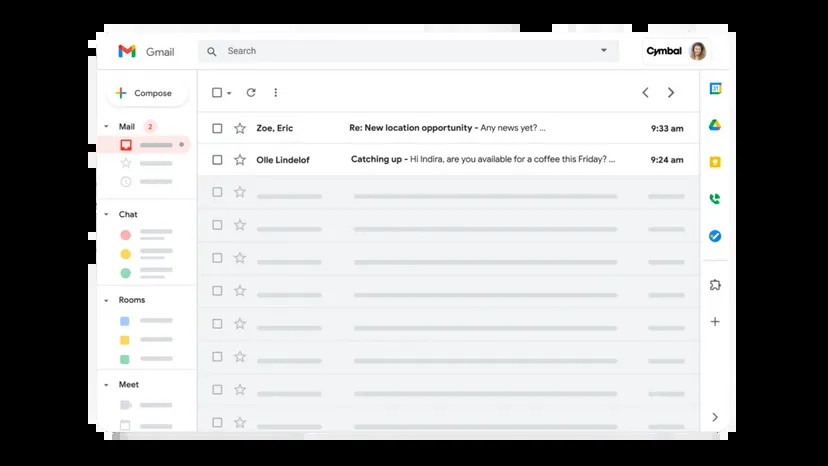 Gmail
Search
Cymbal
Compose
Mail 2
Zoe, Eric Re: New location opportunity - Any news yet? ... 9:33 am
Olle Lindelof Catching up - Hi Indira, are you available for a coffee this Friday? ... 9:24 am
Chat
Rooms
Meet